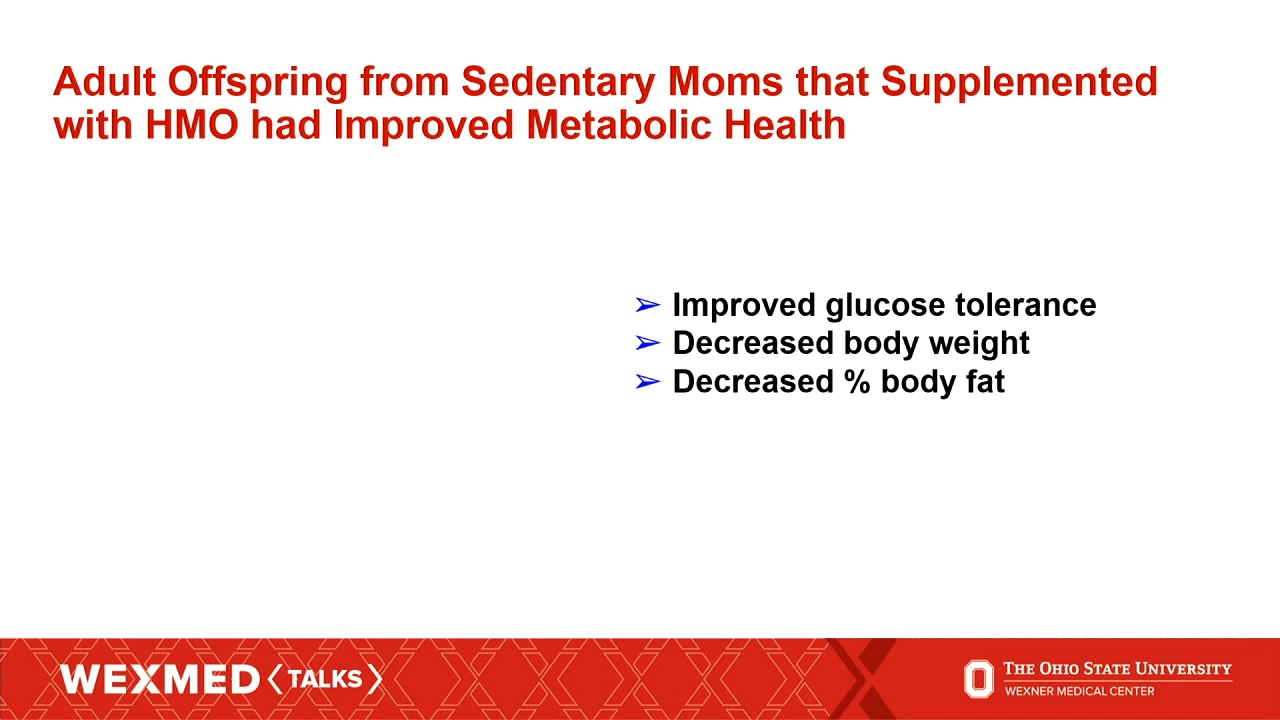 Adult Offspring from Sedentary Moms that Supplemented
with HMO had Improved Metabolic Health
➢ Improved glucose tolerance
➢ Decreased body weight
➢ Decreased % body fat
WEXMED ⟨TALKS⟩
THE OHIO STATE UNIVERSITY
WEXNER MEDICAL CENTER